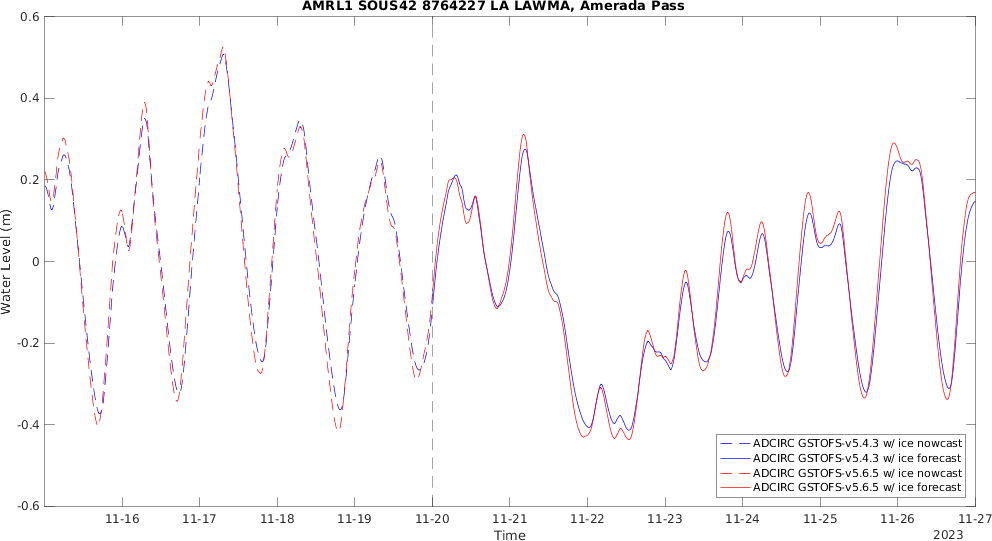 AMRL1 SOUS42 8764227 LA LAWMA, Amerada Pass
0.6
0.4
0.2
0
-0.2
-0.4
-0.6
Water Level (m)
11-16
11-17
11-18
11-19
11-20
11-21
11-22
11-23
11-24
11-25
11-26
11-27
Time
2023
ADCIRC GSTOFS-v5.4.3 w/ ice nowcast
ADCIRC GSTOFS-v5.4.3 w/ ice forecast
ADCIRC GSTOFS-v5.6.5 w/ ice nowcast
ADCIRC GSTOFS-v5.6.5 w/ ice forecast